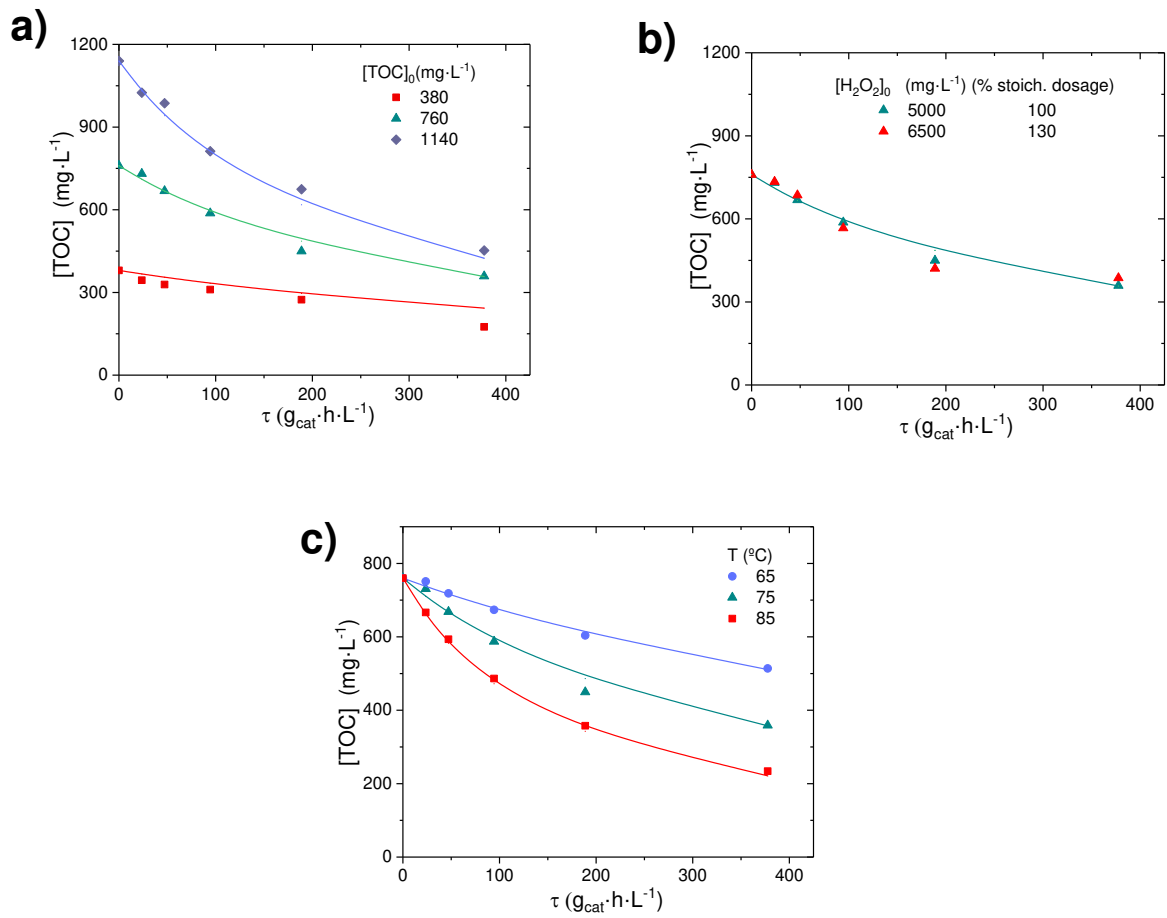 a)
[TOC]₀(mg·L⁻¹)
380
760
1140
1200
900
600
300
0
[TOC] (mg·L⁻¹)
0 100 200 300 400
τ (g_cat·h·L⁻¹)
b)
[H₂O₂]₀ (mg·L⁻¹) (% stoich. dosage)
5000 100
6500 130
1200
900
600
300
0
[TOC] (mg·L⁻¹)
0 100 200 300 400
τ (g_cat·h·L⁻¹)
c)
T (ºC)
65
75
85
800
600
400
200
0
[TOC] (mg·L⁻¹)
0 100 200 300 400
τ (g_cat·h·L⁻¹)